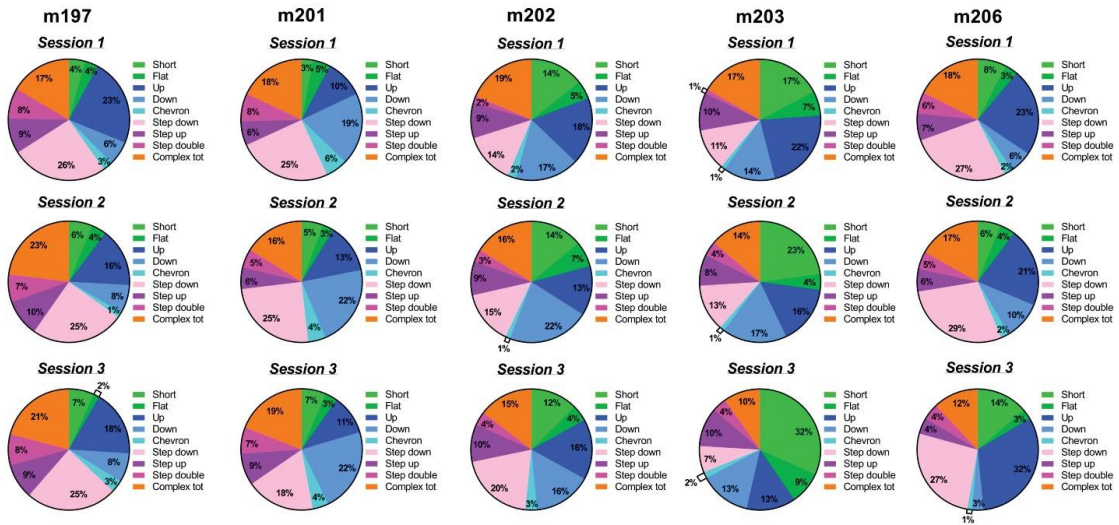 m197
m201
m202
m203
m206
Session 1
17%
4%
4%
23%
6%
3%
26%
9%
8%
Short
Flat
Up
Down
Chevron
Step down
Step up
Step double
Complex tot
Session 1
18%
3%
5%
10%
19%
6%
25%
6%
8%
Short
Flat
Up
Down
Chevron
Step down
Step up
Step double
Complex tot
Session 1
19%
14%
5%
18%
17%
2%
14%
9%
2%
Short
Flat
Up
Down
Chevron
Step down
Step up
Step double
Complex tot
Session 1
17%
17%
7%
22%
14%
1%
11%
10%
1%
Short
Flat
Up
Down
Chevron
Step down
Step up
Step double
Complex tot
Session 1
18%
8%
3%
23%
6%
2%
27%
7%
6%
Short
Flat
Up
Down
Chevron
Step down
Step up
Step double
Complex tot
Session 2
23%
6%
4%
16%
8%
1%
25%
10%
7%
Short
Flat
Up
Down
Chevron
Step down
Step up
Step double
Complex tot
Session 2
16%
5%
3%
13%
22%
4%
25%
6%
5%
Short
Flat
Up
Down
Chevron
Step down
Step up
Step double
Complex tot
Session 2
16%
14%
7%
13%
22%
1%
15%
9%
3%
Short
Flat
Up
Down
Chevron
Step down
Step up
Step double
Complex tot
Session 2
14%
23%
4%
16%
17%
1%
13%
8%
4%
Short
Flat
Up
Down
Chevron
Step down
Step up
Step double
Complex tot
Session 2
17%
6%
4%
21%
10%
2%
29%
6%
5%
Short
Flat
Up
Down
Chevron
Step down
Step up
Step double
Complex tot
Session 3
21%
7%
2%
18%
8%
3%
25%
9%
8%
Short
Flat
Up
Down
Chevron
Step down
Step up
Step double
Complex tot
Session 3
19%
7%
3%
11%
22%
4%
18%
9%
7%
Short
Flat
Up
Down
Chevron
Step down
Step up
Step double
Complex tot
Session 3
15%
12%
4%
16%
16%
3%
20%
10%
4%
Short
Flat
Up
Down
Chevron
Step down
Step up
Step double
Complex tot
Session 3
10%
32%
9%
13%
13%
2%
7%
10%
4%
Short
Flat
Up
Down
Chevron
Step down
Step up
Step double
Complex tot
Session 3
12%
14%
3%
32%
3%
1%
27%
4%
4%
Short
Flat
Up
Down
Chevron
Step down
Step up
Step double
Complex tot